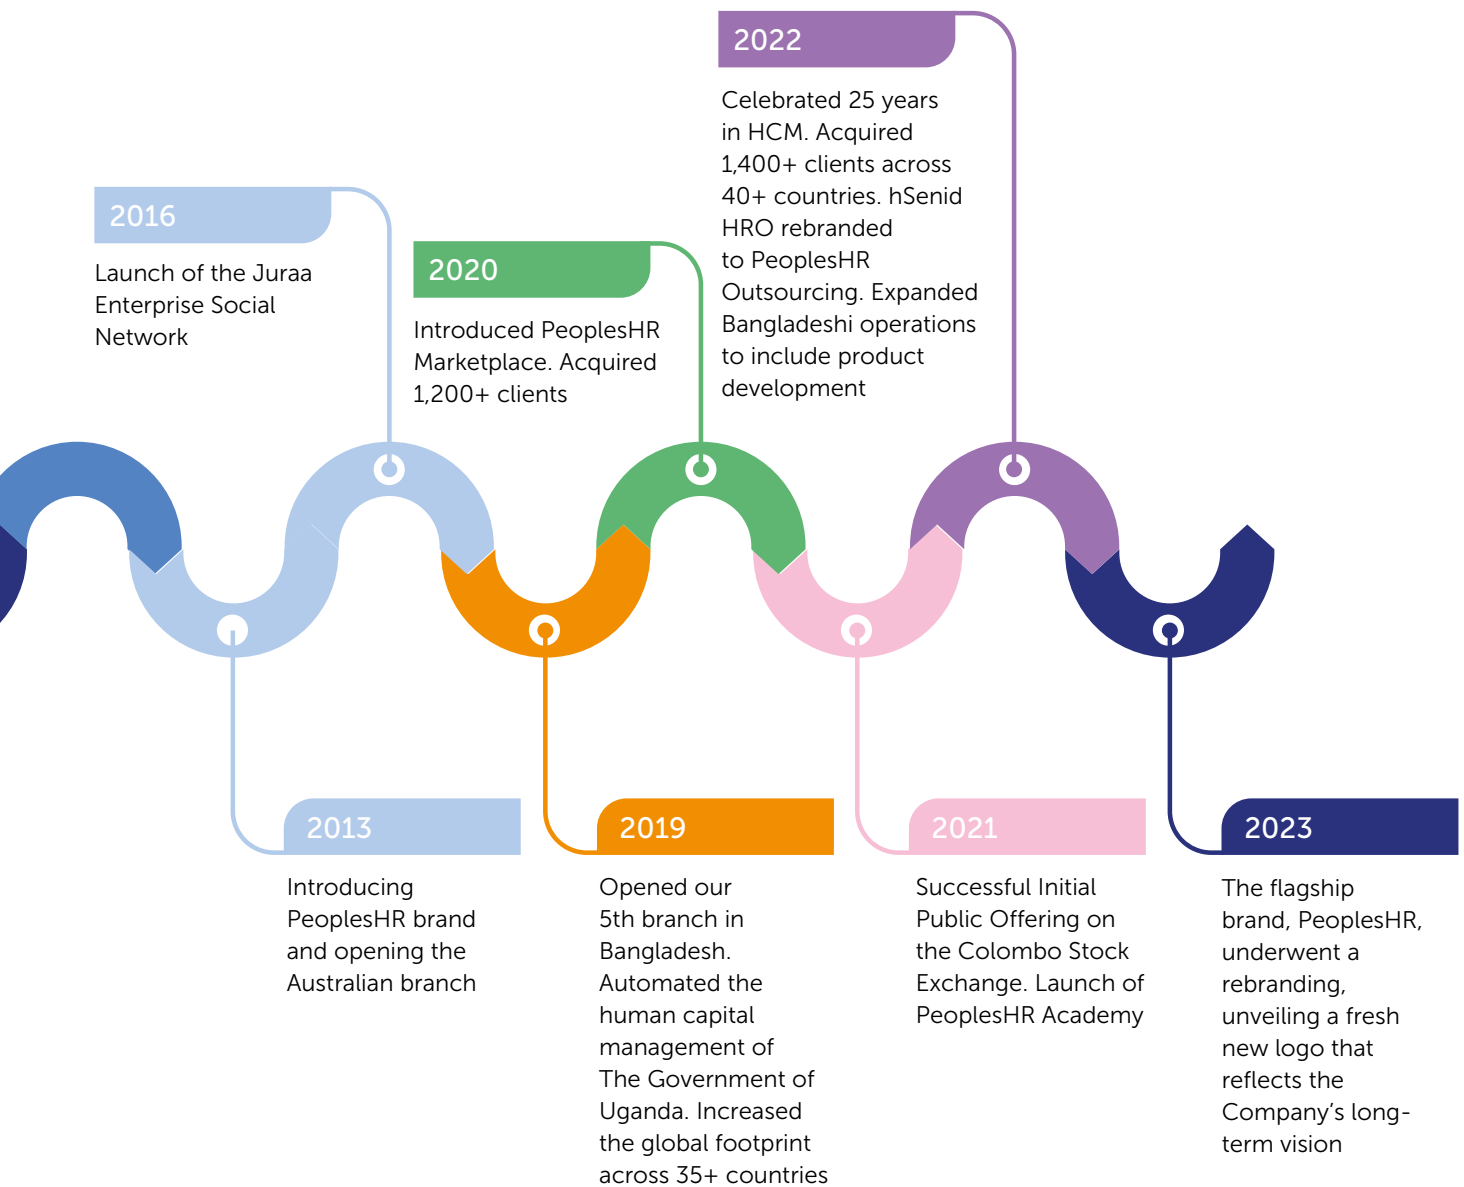 2022
Celebrated 25 years
in HCM. Acquired
1,400+ clients across
40+ countries. hSenid
HRO rebranded
to PeoplesHR
Outsourcing. Expanded
Bangladeshi operations
to include product
development
2016
Launch of the Juraa
Enterprise Social
Network
2020
Introduced PeoplesHR
Marketplace. Acquired
1,200+ clients
2013
Introducing
PeoplesHR brand
and opening the
Australian branch
2019
Opened our
5th branch in
Bangladesh.
Automated the
human capital
management of
The Government of
Uganda. Increased
the global footprint
across 35+ countries
2021
Successful Initial
Public Offering on
the Colombo Stock
Exchange. Launch of
PeoplesHR Academy
2023
The flagship
brand, PeoplesHR,
underwent a
rebranding,
unveiling a fresh
new logo that
reflects the
Company’s long-
term vision